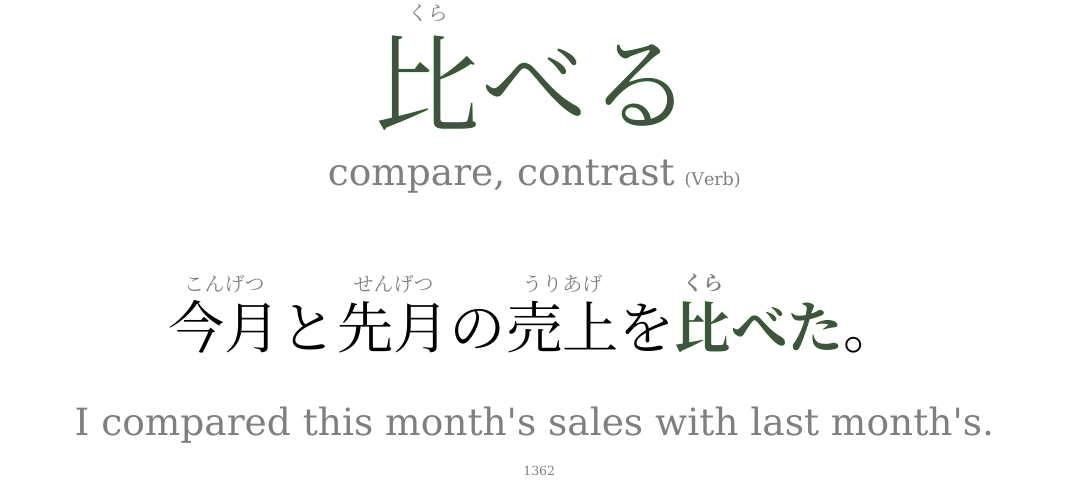 くら
比べる
compare, contrast (Verb)
こんげつ せんげつ うりあげ くら
今月と先月の売上を比べた。
I compared this month's sales with last month's.
1362